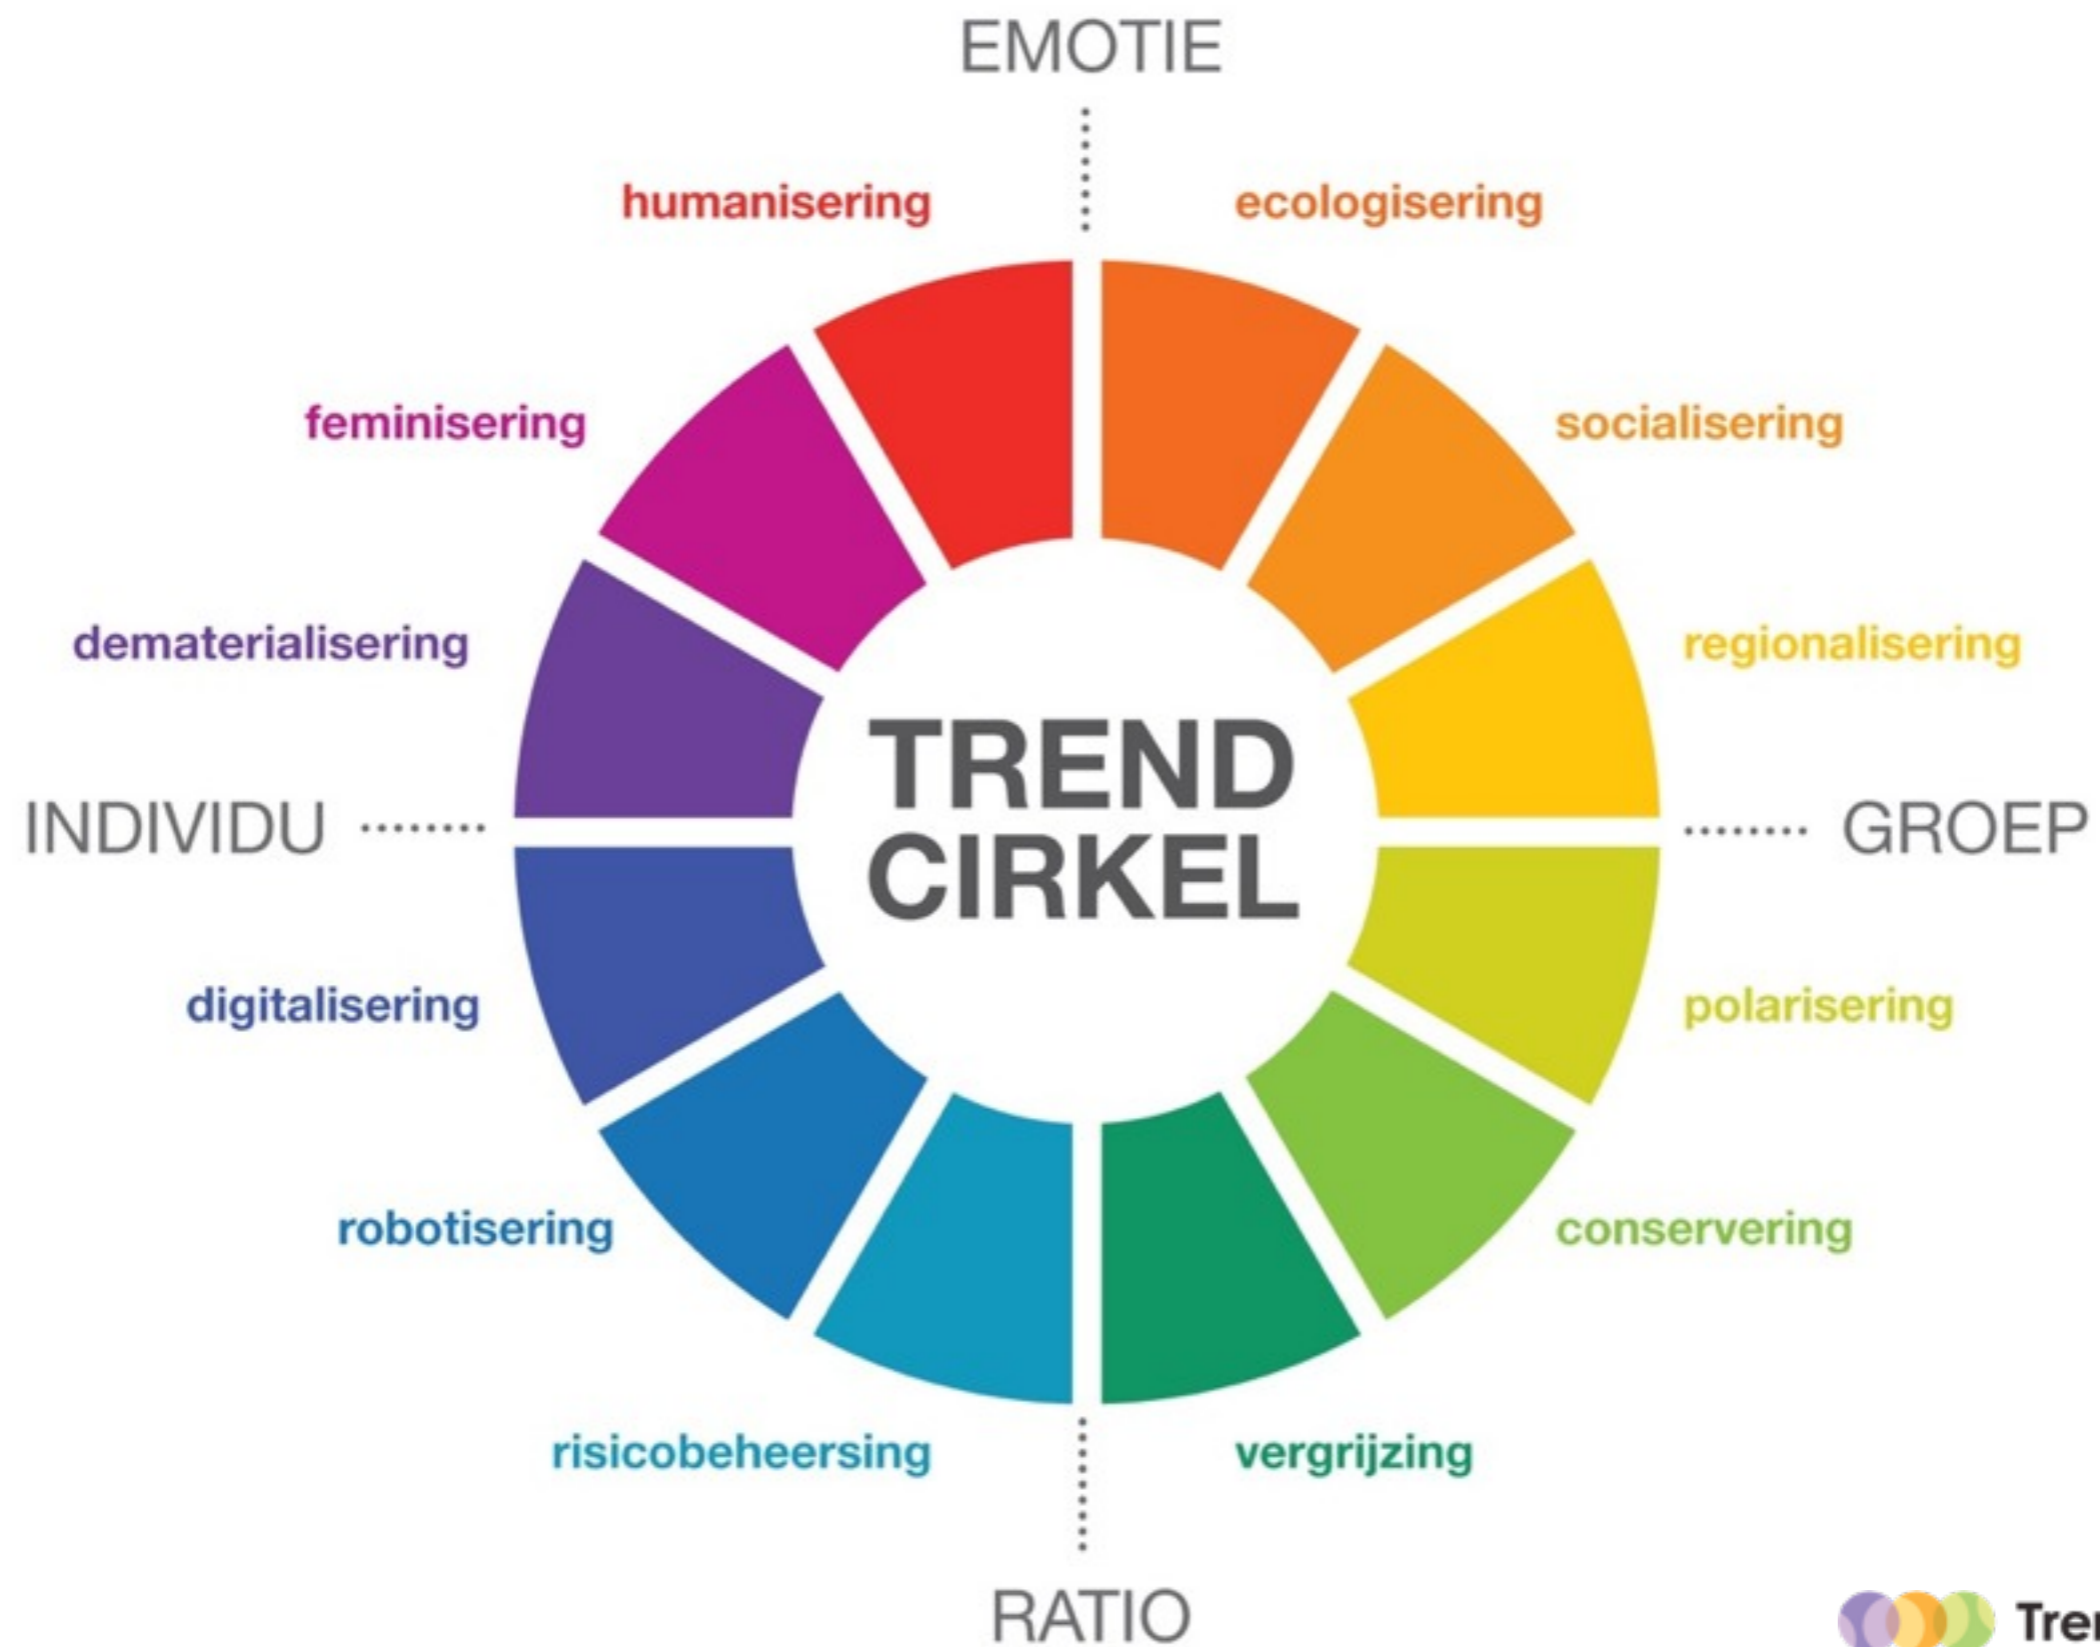 EMOTIE
humanisering
ecologisering
feminisering
socialisering
dematerialisering
regionalisering
TREND
CIRKEL
INDIVIDU
GROEP
digitalisering
polarisering
robotisering
conservering
risicobeheersing
vergrijzing
RATIO